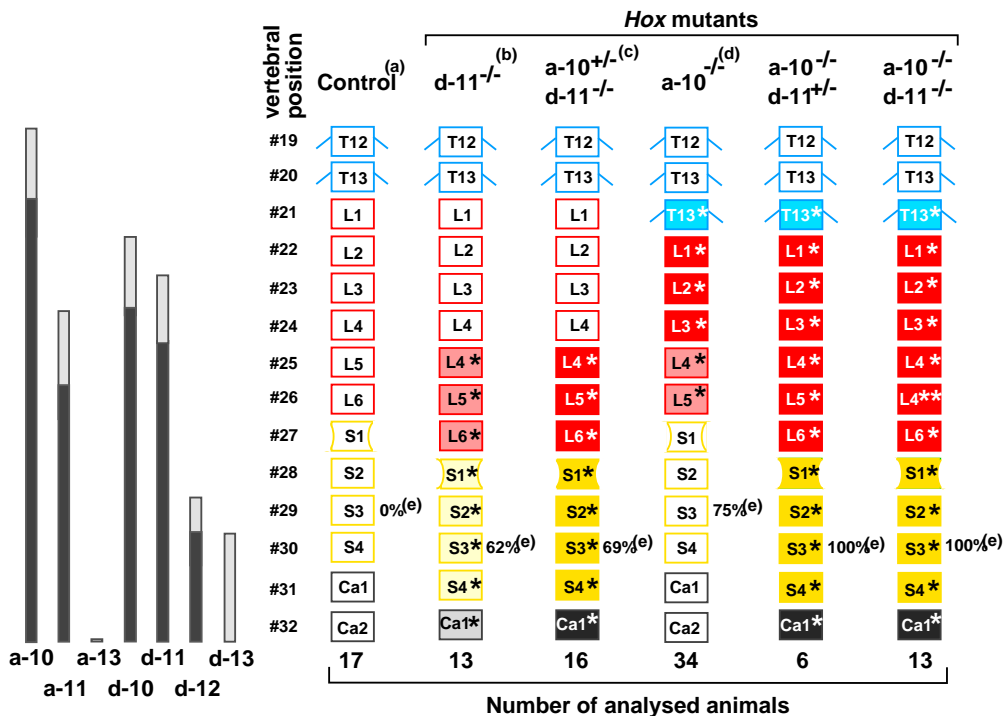 Hox mutants
vertebral position
Control(a) d-11-/-(b) a-10+/-(c) d-11-/- a-10-/-(d) a-10-/- d-11+/- a-10-/- d-11-/-
#19 T12 T12 T12 T12 T12 T12
#20 T13 T13 T13 T13 T13 T13
#21 L1 L1 L1 T13* T13* T13*
#22 L2 L2 L2 L1* L1* L1*
#23 L3 L3 L3 L2* L2* L2*
#24 L4 L4 L4 L3* L3* L3*
#25 L5 L4* L4* L4* L4* L4*
#26 L6 L5* L5* L5* L5* L4**
#27 S1 L6* L6* S1 L6* L6*
#28 S2 S1* S1* S2 S1* S1*
#29 S3 0%(e) S2* S2* S3 75%(e) S2* S2*
#30 S4 S3* 62%(e) S3* 69%(e) S4 S3* 100%(e) S3* 100%(e)
#31 Ca1 S4* S4* Ca1 S4* S4*
#32 Ca2 Ca1* Ca1* Ca2 Ca1* Ca1*
17 13 16 34 6 13
Number of analysed animals
a-10 a-13 d-11 d-13
a-11 d-10 d-12